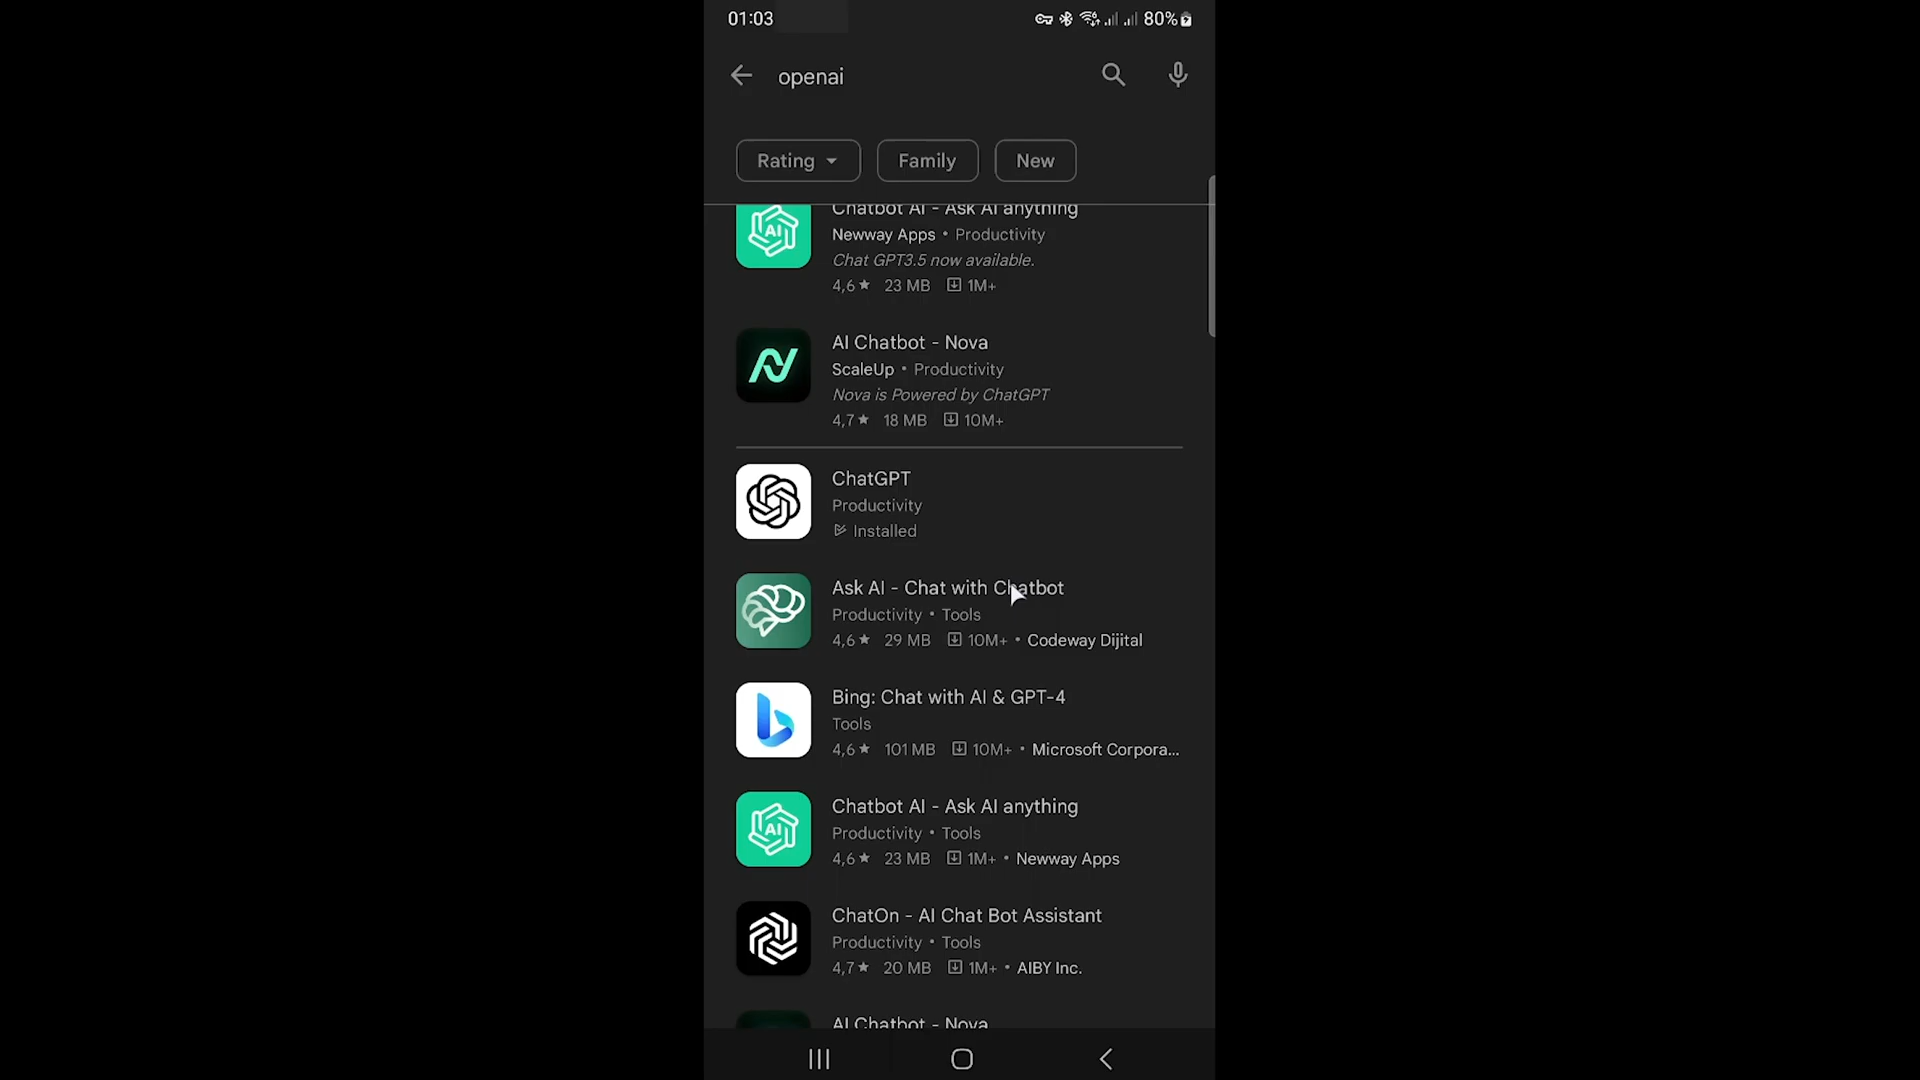 01:03
80%
openai
Rating
Family
New
Chatbot AI - Ask AI anything
Newway Apps • Productivity
Chat GPT3.5 now available.
4,6★ 23 MB 1M+
AI Chatbot - Nova
ScaleUp • Productivity
Nova is Powered by ChatGPT
4,7★ 18 MB 10M+
ChatGPT
Productivity
Installed
Ask AI - Chat with Chatbot
Productivity • Tools
4,6★ 29 MB 10M+ • Codeway Dijital
Bing: Chat with AI & GPT-4
Tools
4,6★ 101 MB 10M+ • Microsoft Corpora...
AI
Chatbot AI - Ask AI anything
Productivity • Tools
4,6★ 23 MB 1M+ • Newway Apps
ChatOn - AI Chat Bot Assistant
Productivity • Tools
4,7★ 20 MB 1M+ • AIBY Inc.
AI Chatbot - Nova